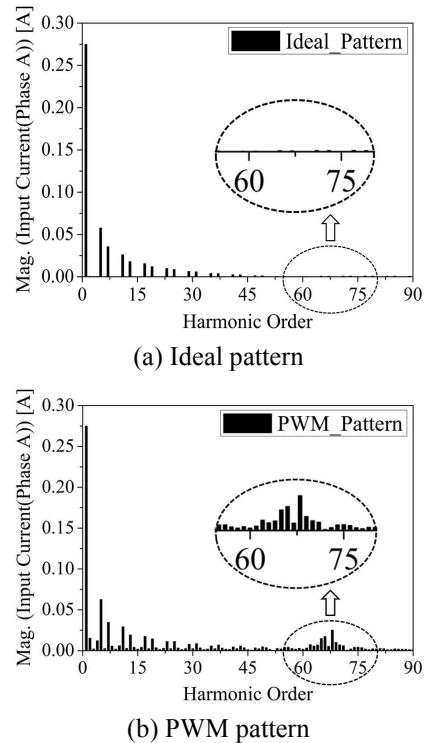 0.30
0.25
0.20
0.15
0.10
0.05
0.00
Mag. (Input Current(Phase A)) [A]
Ideal_Pattern
60 75
0 15 30 45 60 75 90
Harmonic Order
(a) Ideal pattern
0.30
0.25
0.20
0.15
0.10
0.05
0.00
Mag. (Input Current(Phase A)) [A]
PWM_Pattern
60 75
0 15 30 45 60 75 90
Harmonic Order
(b) PWM pattern